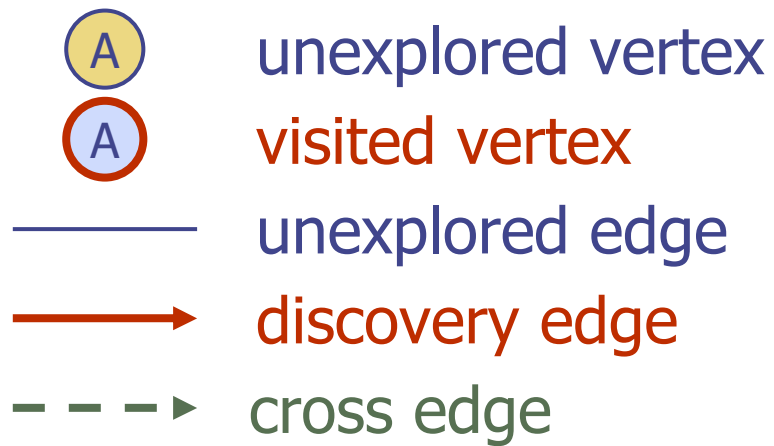 A unexplored vertex
A visited vertex
unexplored edge
discovery edge
cross edge